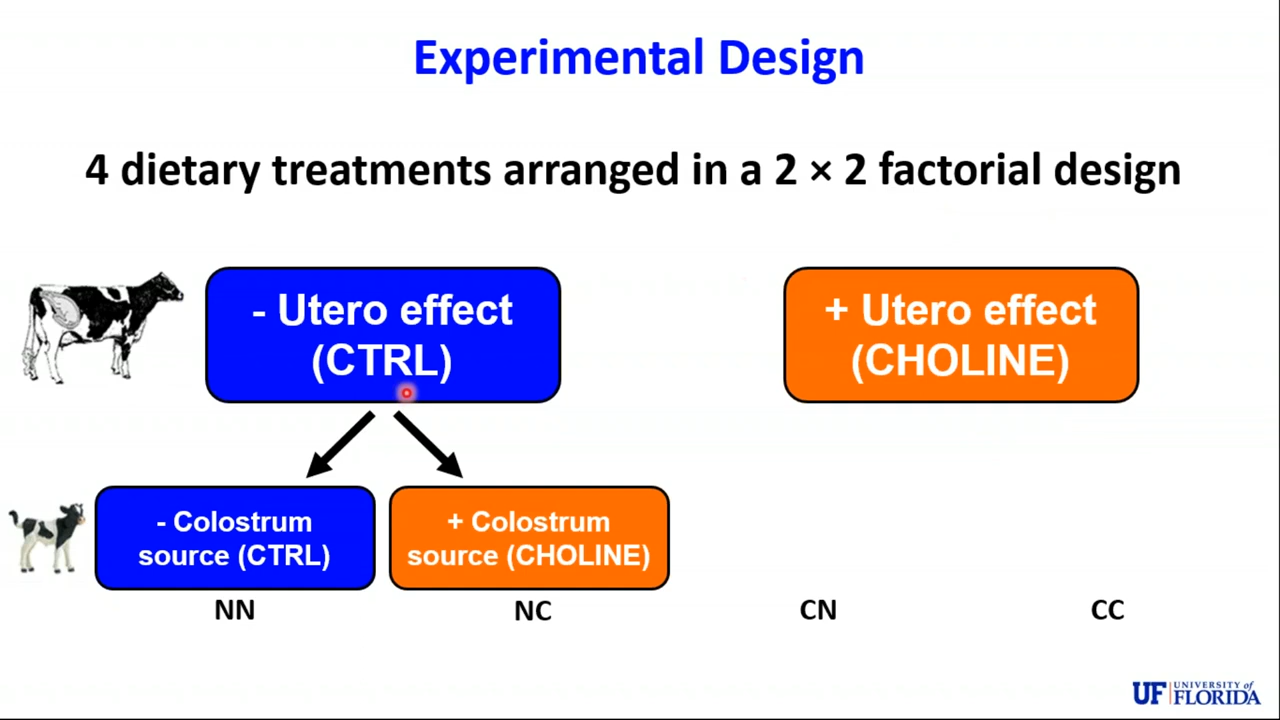 Experimental Design
4 dietary treatments arranged in a 2 × 2 factorial design
- Utero effect
(CTRL)
+ Utero effect
(CHOLINE)
- Colostrum
source (CTRL)
+ Colostrum
source (CHOLINE)
NN
NC
CN
CC
UF UNIVERSITY of
FLORIDA